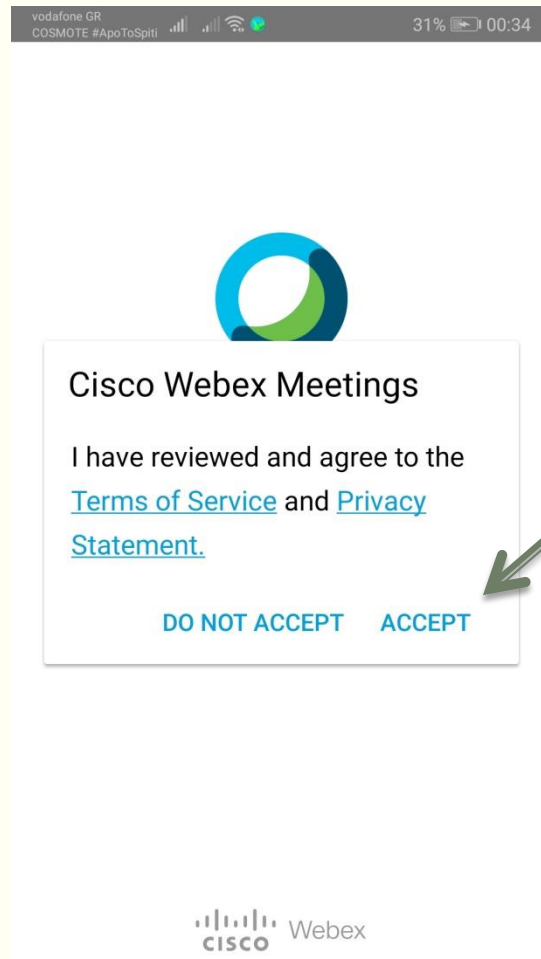 vodafone GR
COSMOTE #ApoToSpiti
31% 00:34
Cisco Webex Meetings
I have reviewed and agree to the
Terms of Service and Privacy
Statement.
DO NOT ACCEPT ACCEPT
CISCO Webex